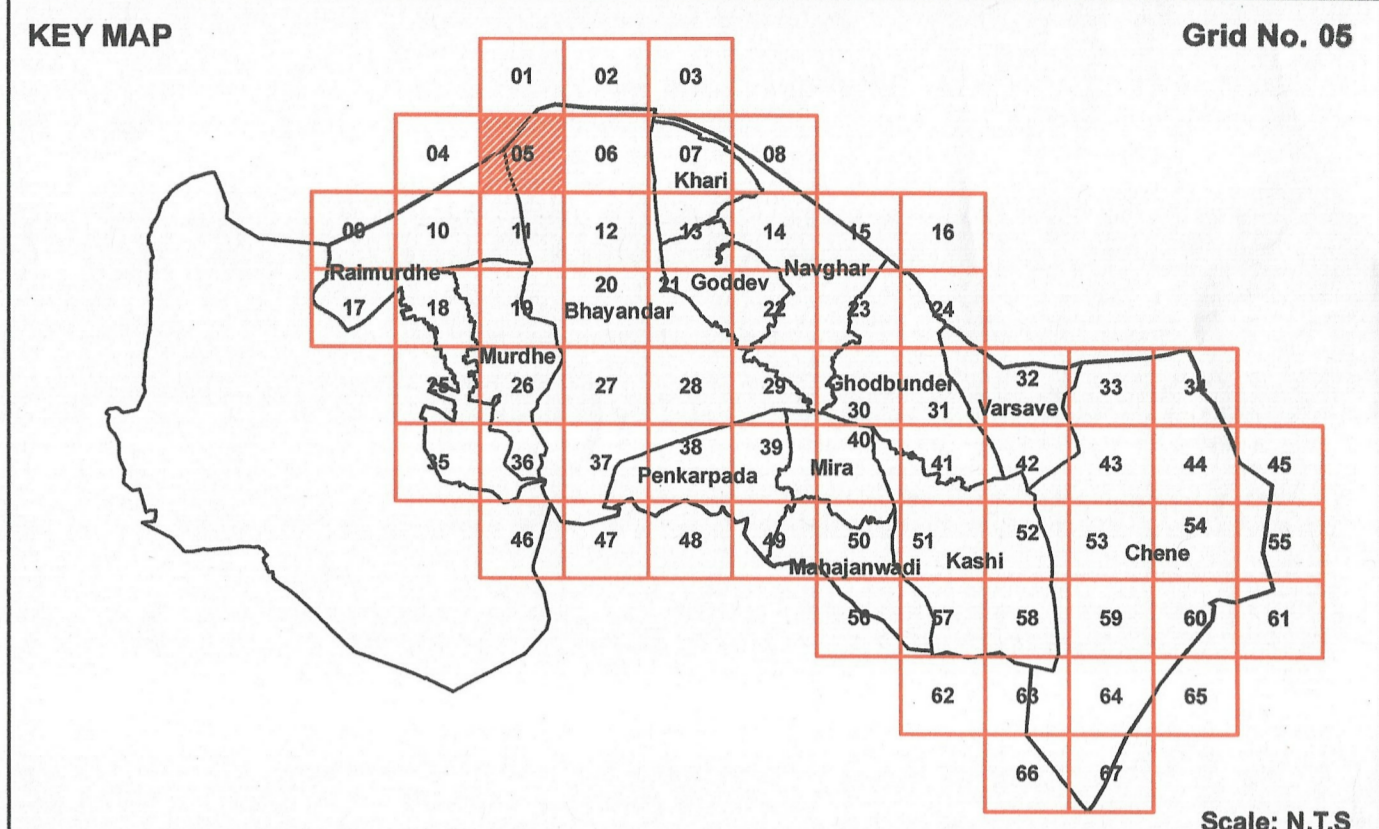 KEY MAP
Grid No. 05
01 02 03
04 05 06 07 08
Khari
09 10 11 12 13 14 15 16
Raimurdhe Goddev Navghar
17 18 19 20 21 22 23 24
Bhayandar
Murdhe
25 26 27 28 29 30 31 32 33 34
Ghodbunder
Varsave
35 36 37 38 39 40 41 42 43 44 45
Penkarpada Mira
46 47 48 49 50 51 52 53 54 55
Mahajanwadi Kashi Chene
56 57 58 59 60 61
62 63 64 65
66 67
Scale: N.T.S